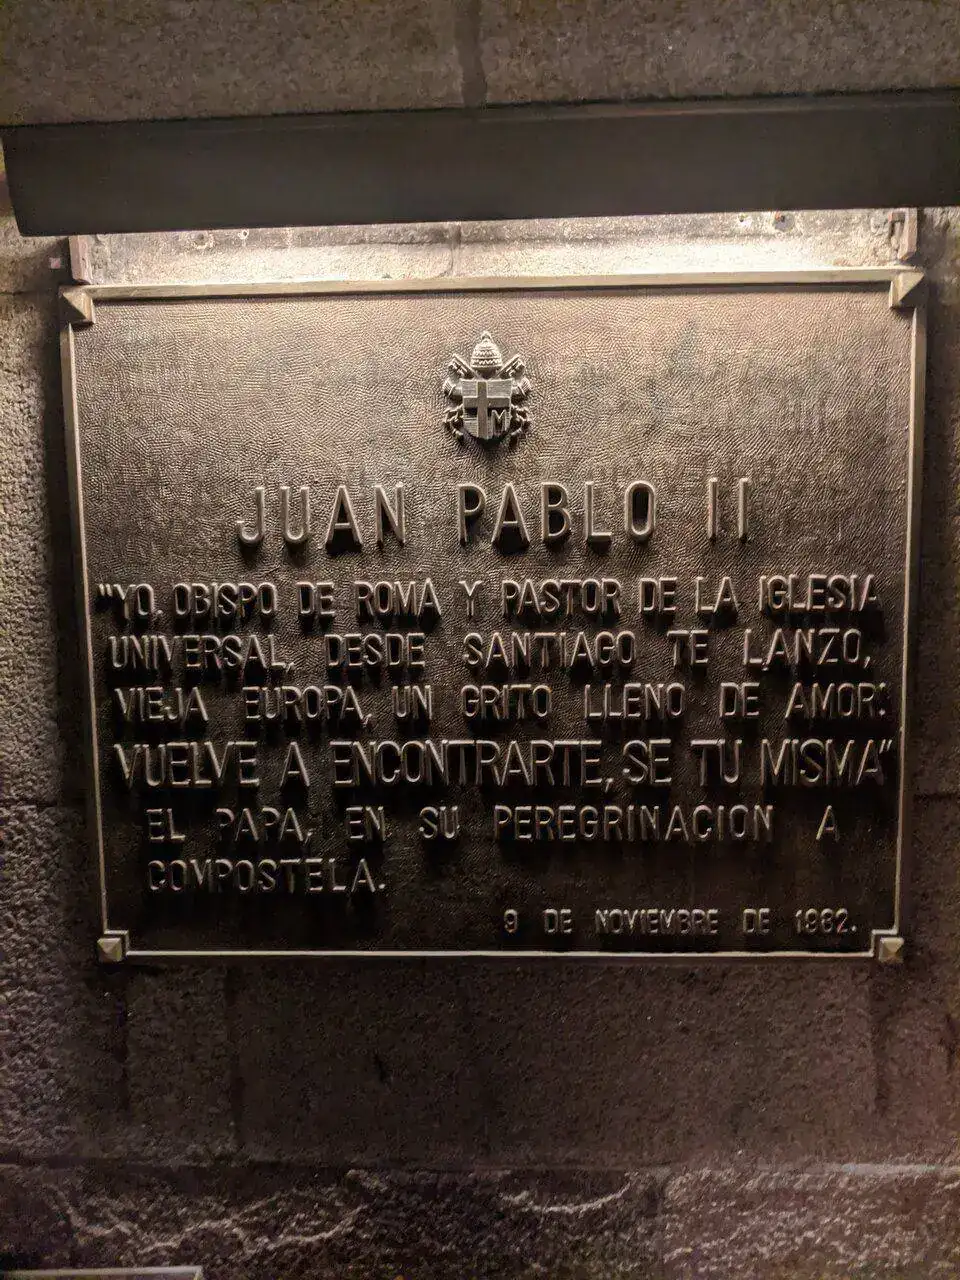 M
JUAN PABLO II
"YO, OBISPO DE ROMA Y PASTOR DE LA IGLESIA
UNIVERSAL, DESDE SANTIAGO TE LANZO,
VIEJA EUROPA, UN GRITO LLENO DE AMOR:
VUELVE A ENCONTRARTE, SE TU MISMA"
EL PAPA, EN SU PEREGRINACION A
COMPOSTELA.
9 DE NOVIEMBRE DE 1982.